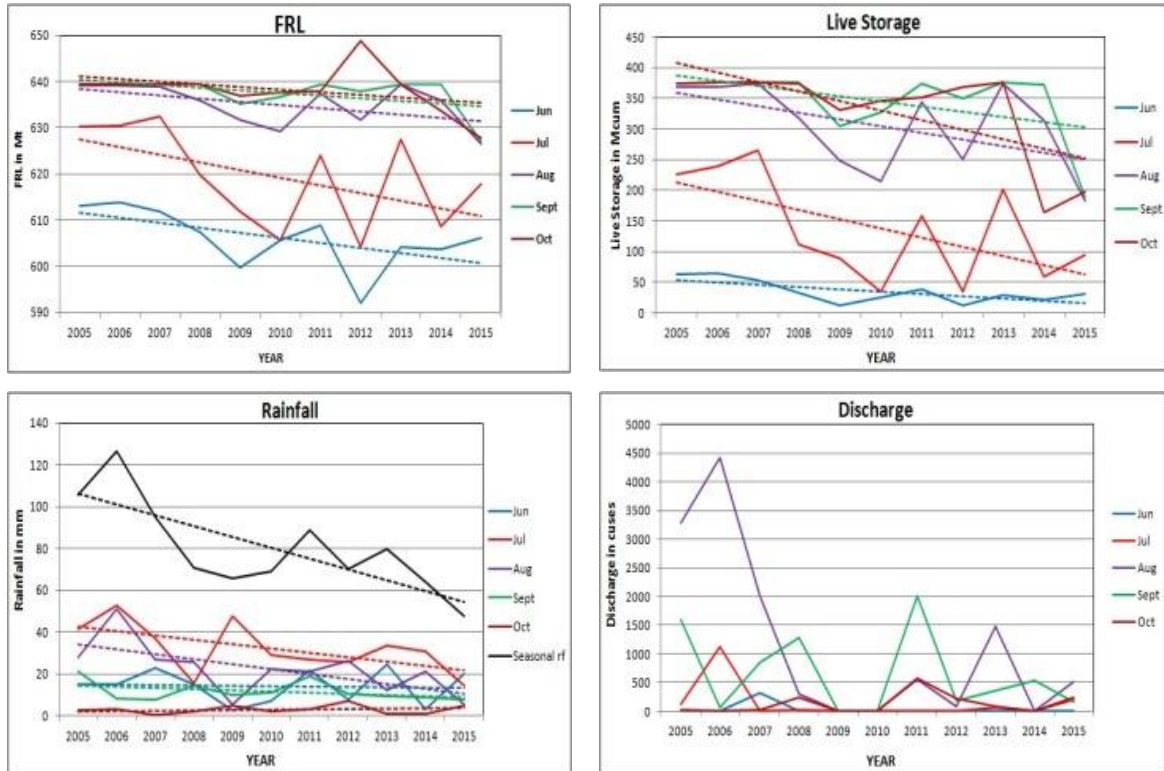 FRL
650
640
630
620
610
600
590
FRL in Mt
2005 2006 2007 2008 2009 2010 2011 2012 2013 2014 2015
YEAR
Jun
Jul
Aug
Sept
Oct
Live Storage
450
400
350
300
250
200
150
100
50
0
Live Storage in Mcum
2005 2006 2007 2008 2009 2010 2011 2012 2013 2014 2015
YEAR
Jun
Jul
Aug
Sept
Oct
Rainfall
140
120
100
80
60
40
20
0
Rainfall in mm
2005 2006 2007 2008 2009 2010 2011 2012 2013 2014 2015
YEAR
Jun
Jul
Aug
Sept
Oct
Seasonal rf
Discharge
5000
4500
4000
3500
3000
2500
2000
1500
1000
500
0
Discharge in cuses
2005 2006 2007 2008 2009 2010 2011 2012 2013 2014 2015
YEAR
Jun
Jul
Aug
Sept
Oct